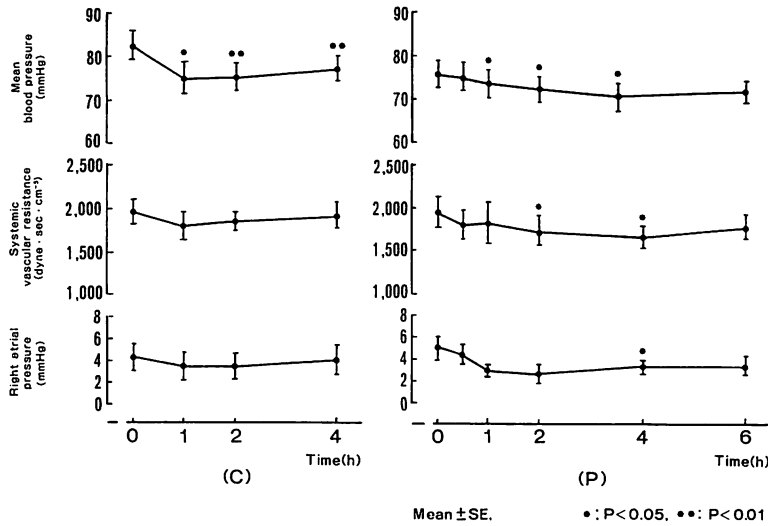 Mean
blood pressure
(mmHg)
90
80
70
60
90
80
70
60
Systemic
vascular resistance
(dyne・sec・cm⁻⁵)
2,500
2,000
1,500
1,000
2,500
2,000
1,500
1,000
Right atrial
pressure
(mmHg)
8
6
4
2
0
8
6
4
2
0
0 1 2 4
Time(h)
(C)
0 1 2 4 6
Time(h)
(P)
Mean ±SE. •: P<0.05, ••: P<0.01